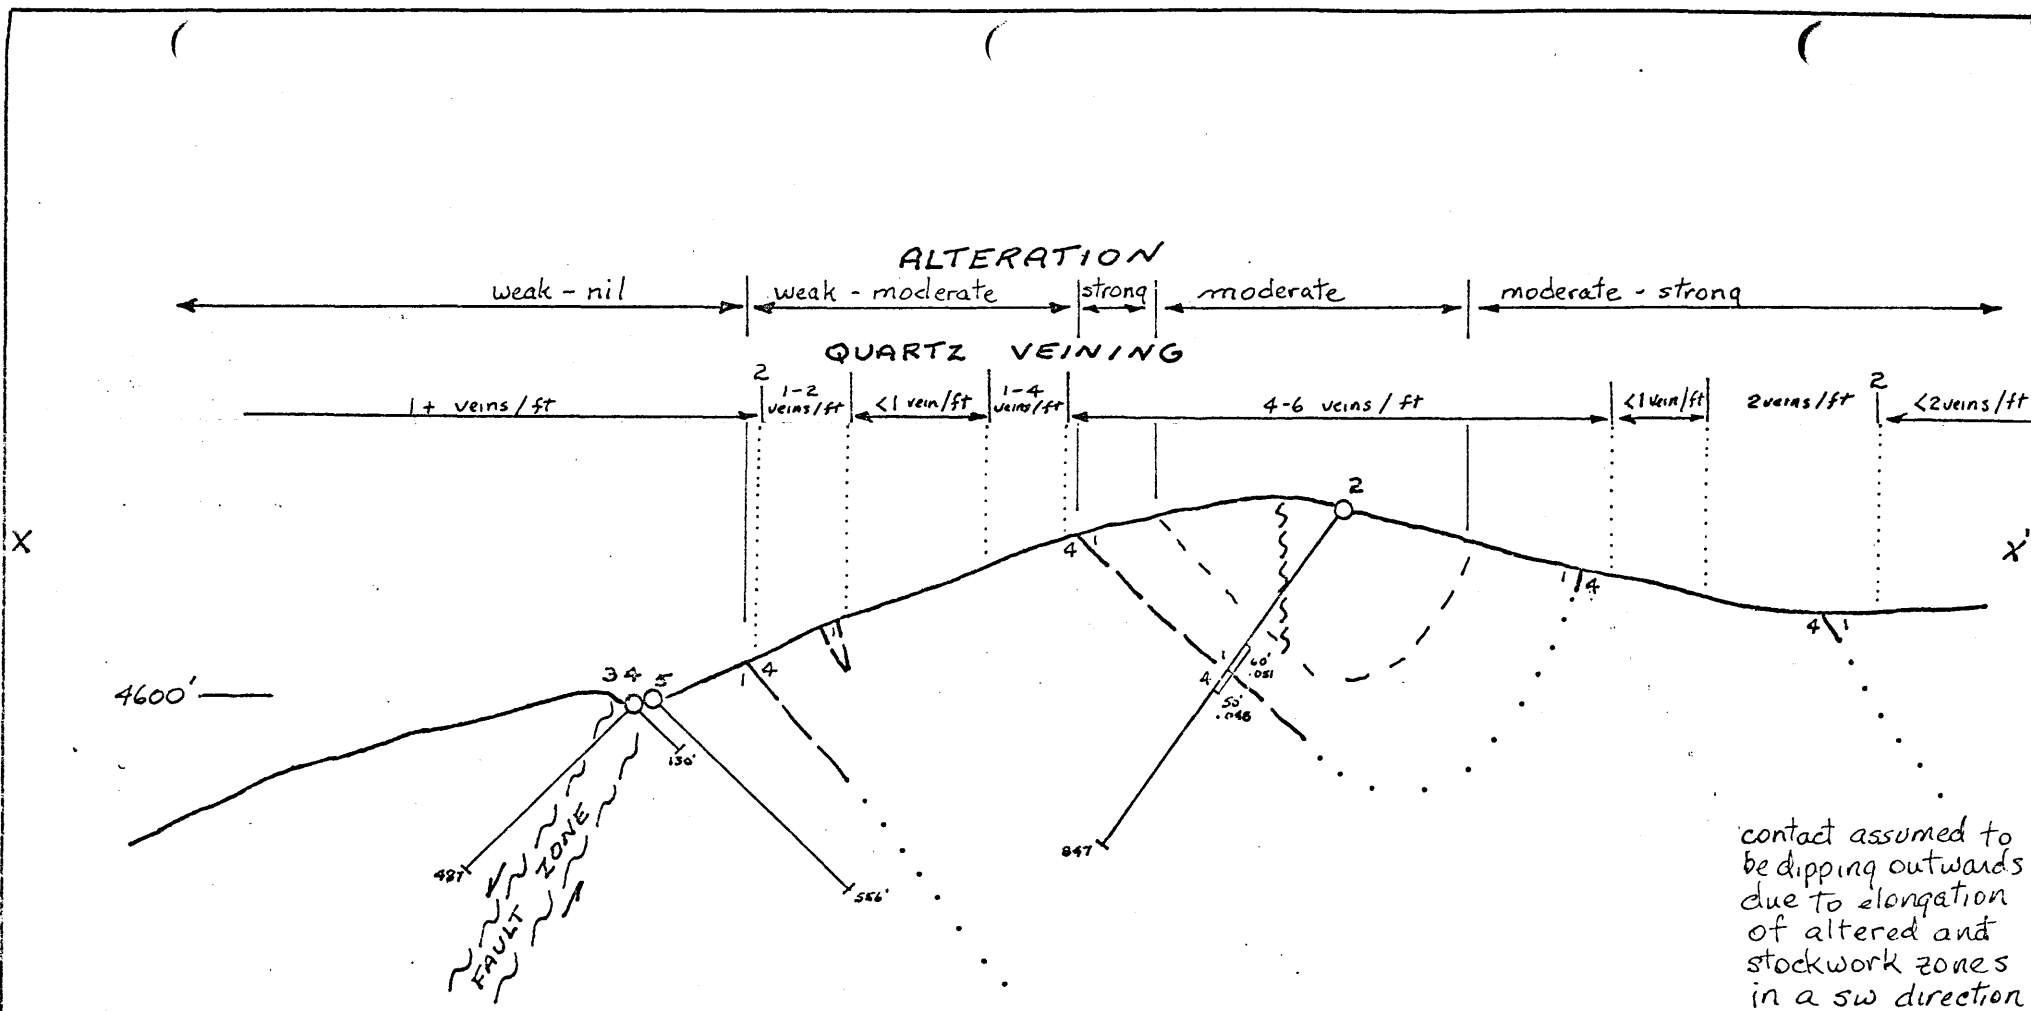 ALTERATION
weak - nil
weak - moderate
strong
moderate
moderate - strong
QUARTZ VEINING
1+ veins/ft
2
1-2 veins/ft
<1 vein/ft
1-4 veins/ft
4-6 veins/ft
<1 vein/ft
2 veins/ft
2
<2 veins/ft
X
X'
2
4 1
1 4
4 1
3 4 5
1 4
1
4600'
130'
487'
556'
847'
1
4
60'
.051
50'
.048
FAULT ZONE
contact assumed to
be dipping outwards
due to elongation
of altered and
stockwork zones
in a sw direction